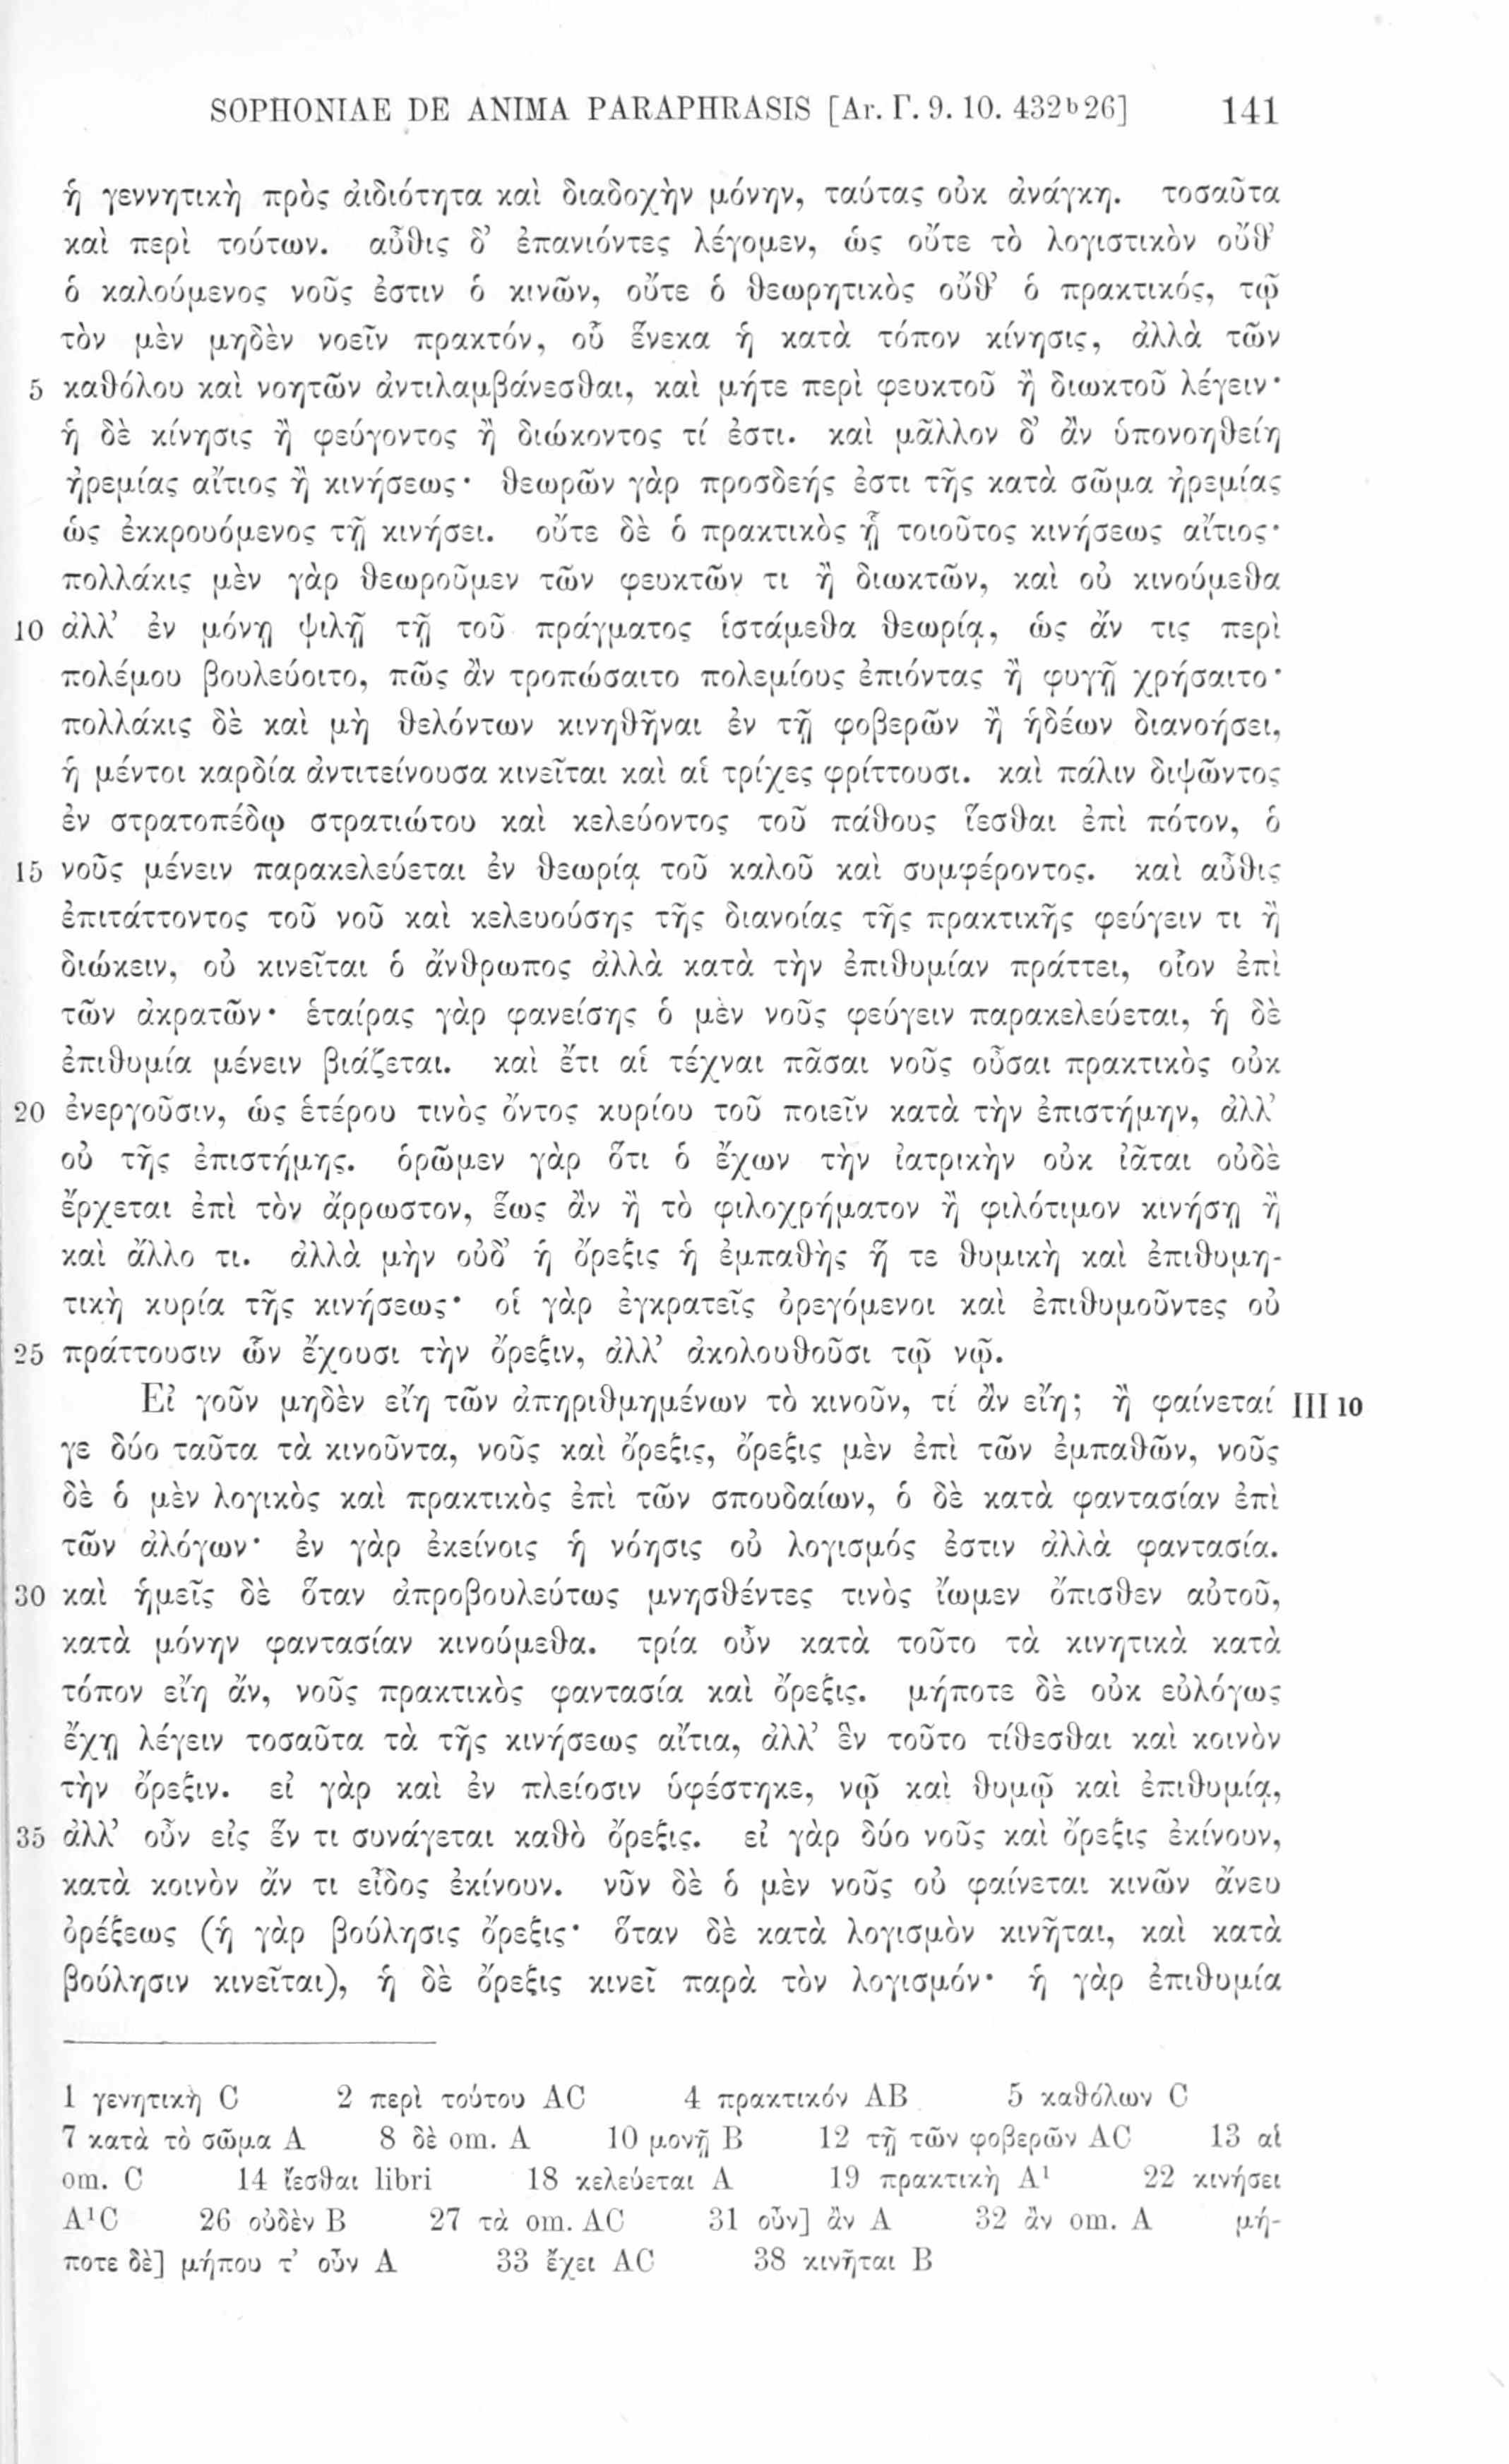 SOPHONIAE DE ANIMA PARAPHRASIS [Ar. Γ. 9. 10. 432b26] 141
ἡ γεννητικὴ πρὸς ἀιδιότητα καὶ διαδοχὴν μόνην, ταύτας οὐκ ἀνάγκη. τοσαῦτα
καὶ περὶ τούτων. αὖθις δ’ ἐπανιόντες λέγομεν, ὡς οὔτε τὸ λογιστικὸν οὔθ’
ὁ καλούμενος νοῦς ἐστιν ὁ κινῶν, οὔτε ὁ θεωρητικὸς οὔθ’ ὁ πρακτικός, τῷ
τὸν μὲν μηδὲν νοεῖν πρακτόν, οὗ ἕνεκα ἡ κατὰ τόπον κίνησις, ἀλλὰ τῶν
5 καθόλου καὶ νοητῶν ἀντιλαμβάνεσθαι, καὶ μήτε περὶ φευκτοῦ ἢ διωκτοῦ λέγειν·
ἡ δὲ κίνησις ἢ φεύγοντος ἢ διώκοντος τί ἐστι. καὶ μᾶλλον δ’ ἂν ὑπονοηθείη
ἠρεμίας αἴτιος ἢ κινήσεως· θεωρῶν γὰρ προσδεής ἐστι τῆς κατὰ σῶμα ἠρεμίας
ὡς ἐκκρουόμενος τῇ κινήσει. οὔτε δὲ ὁ πρακτικὸς ᾗ τοιοῦτος κινήσεως αἴτιος·
πολλάκις μὲν γὰρ θεωροῦμεν τῶν φευκτῶν τι ἢ διωκτῶν, καὶ οὐ κινούμεθα
10 ἀλλ’ ἐν μόνῃ ψιλῇ τῇ τοῦ πράγματος ἱστάμεθα θεωρίᾳ, ὡς ἄν τις περὶ
πολέμου βουλεύοιτο, πῶς ἂν τροπώσαιτο πολεμίους ἐπιόντας ἢ φυγῇ χρήσαιτο·
πολλάκις δὲ καὶ μὴ θελόντων κινηθῆναι ἐν τῇ φοβερῶν ἢ ἡδέων διανοήσει,
ἡ μέντοι καρδία ἀντιτείνουσα κινεῖται καὶ αἱ τρίχες φρίττουσι. καὶ πάλιν διψῶντος
ἐν στρατοπέδῳ στρατιώτου καὶ κελεύοντος τοῦ πάθους ἵεσθαι ἐπὶ πότον, ὁ
15 νοῦς μένειν παρακελεύεται ἐν θεωρίᾳ τοῦ καλοῦ καὶ συμφέροντος. καὶ αὖθις
ἐπιτάττοντος τοῦ νοῦ καὶ κελευούσης τῆς διανοίας τῆς πρακτικῆς φεύγειν τι ἢ
διώκειν, οὐ κινεῖται ὁ ἄνθρωπος ἀλλὰ κατὰ τὴν ἐπιθυμίαν πράττει, οἷον ἐπὶ
τῶν ἀκρατῶν· ἑταίρας γὰρ φανείσης ὁ μὲν νοῦς φεύγειν παρακελεύεται, ἡ δὲ
ἐπιθυμία μένειν βιάζεται. καὶ ἔτι αἱ τέχναι πᾶσαι νοῦς οὖσαι πρακτικὸς οὐκ
20 ἐνεργοῦσιν, ὡς ἑτέρου τινὸς ὄντος κυρίου τοῦ ποιεῖν κατὰ τὴν ἐπιστήμην, ἀλλ’
οὐ τῆς ἐπιστήμης. ὁρῶμεν γὰρ ὅτι ὁ ἔχων τὴν ἰατρικὴν οὐκ ἰᾶται οὐδὲ
ἔρχεται ἐπὶ τὸν ἄρρωστον, ἕως ἂν ἢ τὸ φιλοχρήματον ἢ φιλότιμον κινήσῃ ἢ
καὶ ἄλλο τι. ἀλλὰ μὴν οὐδ’ ἡ ὄρεξις ἡ ἐμπαθὴς ἥ τε θυμικὴ καὶ ἐπιθυμη-
τικὴ κυρία τῆς κινήσεως· οἱ γὰρ ἐγκρατεῖς ὀρεγόμενοι καὶ ἐπιθυμοῦντες οὐ
25 πράττουσιν ὧν ἔχουσι τὴν ὄρεξιν, ἀλλ’ ἀκολουθοῦσι τῷ νῷ.
Εἰ γοῦν μηδὲν εἴη τῶν ἀπηριθμημένων τὸ κινοῦν, τί ἂν εἴη; ἢ φαίνεταί III 10
γε δύο ταῦτα τὰ κινοῦντα, νοῦς καὶ ὄρεξις, ὄρεξις μὲν ἐπὶ τῶν ἐμπαθῶν, νοῦς
δὲ ὁ μὲν λογικὸς καὶ πρακτικὸς ἐπὶ τῶν σπουδαίων, ὁ δὲ κατὰ φαντασίαν ἐπὶ
τῶν ἀλόγων· ἐν γὰρ ἐκείνοις ἡ νόησις οὐ λογισμός ἐστιν ἀλλὰ φαντασία.
30 καὶ ἡμεῖς δὲ ὅταν ἀπροβουλεύτως μνησθέντες τινὸς ἴωμεν ὄπισθεν αὐτοῦ,
κατὰ μόνην φαντασίαν κινούμεθα. τρία οὖν κατὰ τοῦτο τὰ κινητικὰ κατὰ
τόπον εἴη ἄν, νοῦς πρακτικὸς φαντασία καὶ ὄρεξις. μήποτε δὲ οὐκ εὐλόγως
ἔχῃ λέγειν τοσαῦτα τὰ τῆς κινήσεως αἴτια, ἀλλ’ ἓν τοῦτο τίθεσθαι καὶ κοινὸν
τὴν ὄρεξιν. εἰ γὰρ καὶ ἐν πλείοσιν ὑφέστηκε, νῷ καὶ θυμῷ καὶ ἐπιθυμίᾳ,
35 ἀλλ’ οὖν εἰς ἕν τι συνάγεται καθὸ ὄρεξις. εἰ γὰρ δύο νοῦς καὶ ὄρεξις ἐκίνουν,
κατὰ κοινὸν ἄν τι εἶδος ἐκίνουν. νῦν δὲ ὁ μὲν νοῦς οὐ φαίνεται κινῶν ἄνευ
ὀρέξεως (ἡ γὰρ βούλησις ὄρεξις· ὅταν δὲ κατὰ λογισμὸν κινῆται, καὶ κατὰ
βούλησιν κινεῖται), ἡ δὲ ὄρεξις κινεῖ παρὰ τὸν λογισμόν· ἡ γὰρ ἐπιθυμία
1 γενητικὴ C 2 περὶ τούτου AC 4 πρακτικόν AB 5 καθόλων C
7 κατὰ τὸ σῶμα A 8 δὲ om. A 10 μονῇ B 12 τῇ τῶν φοβερῶν AC 13 αἱ
om. C 14 ἵεσθαι libri 18 κελεύεται A 19 πρακτικὴ A¹ 22 κινήσει
A¹C 26 οὐδὲν B 27 τὰ om. AC 31 οὖν] ἂν A 32 ἂν om. A μή-
ποτε δὲ] μήπου τ’ οὖν A 33 ἔχει AC 38 κινῆται B